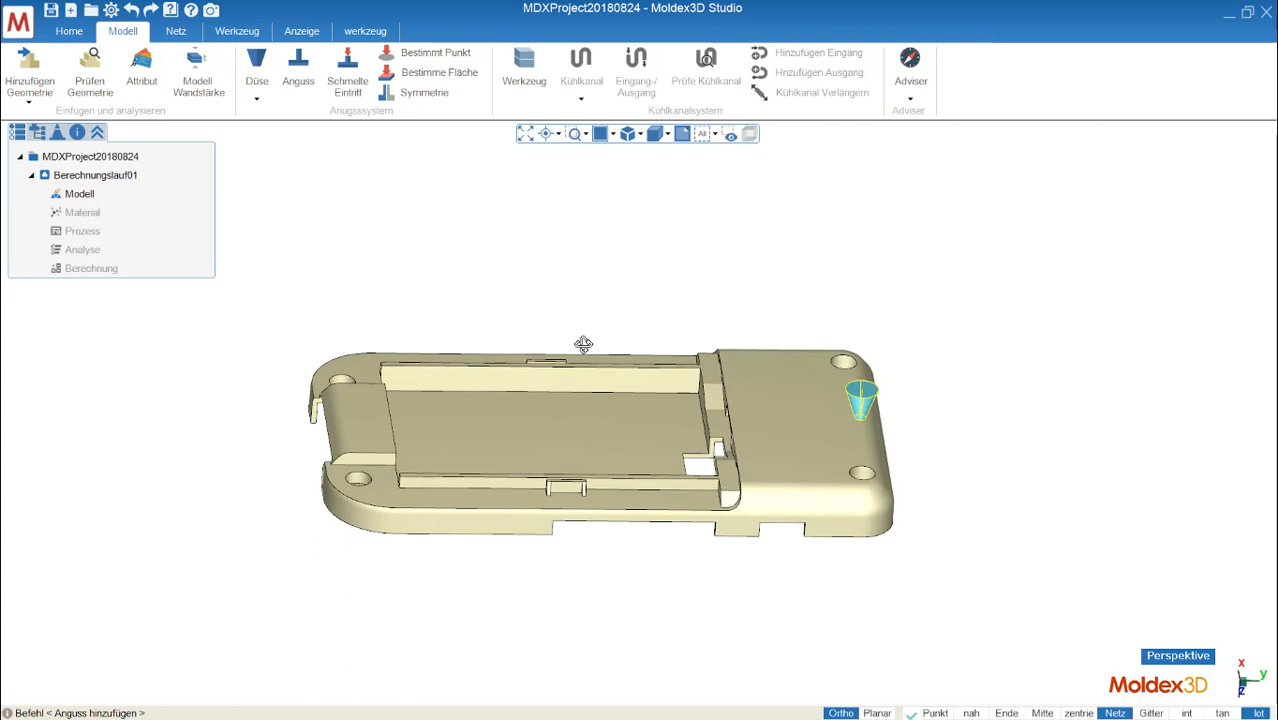 MDXProject20180824 - Moldex3D Studio
M
Home Modell Netz Werkzeug Anzeige werkzeug
Hinzufügen Geometrie
Prüfen Geometrie
Attribut
Modell Wandstärke
Einfügen und analysieren
Düse
Anguss
Schmelte Eintritt
Bestimmt Punkt
Bestimme Flache
Symmetrie
Angusssystem
Werkzeug
Kühlkanal
Eingang-/ Ausgang
Prüfe Kühlkanal
Hinzufügen Eingang
Hinzufügen Ausgang
Kühlkanal Verlängern
Kühlkanalsystem
Adviser
Adviser
All
MDXProject20180824
Berechnungslauf01
Modell
Material
Prozess
Analyse
Berechnung
Perspektive
x
y
z
Moldex3D
Befehl < Anguss hinzufügen > Ortho Planar Punkt nah Ende Mitte zentrie Netz Gitter int tan lot